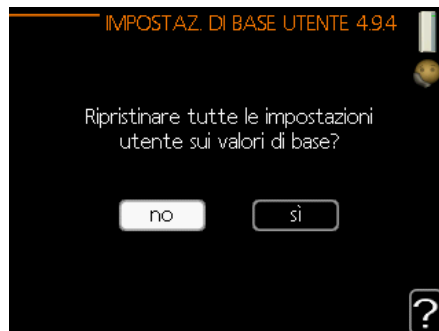 IMPOSTAZ. DI BASE UTENTE 4.9.4
Ripristinare tutte le impostazioni
utente sui valori di base?
no
sì
?